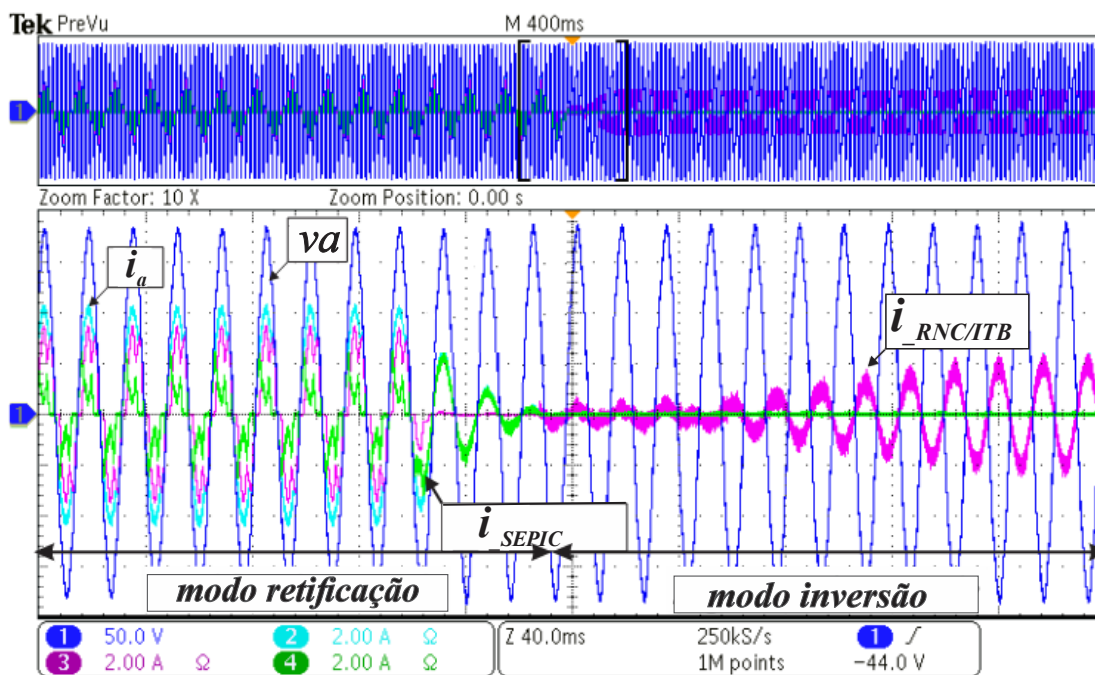 Tek PreVu M 400ms
1
Zoom Factor: 10 X Zoom Position: 0.00 s
va
i_a
i_RNC/ITB
1
i_SEPIC
modo retificação modo inversão
1 50.0 V 2 2.00 A Ω Z 40.0ms 250kS/s 1 ∫
3 2.00 A Ω 4 2.00 A Ω 1M points −44.0 V